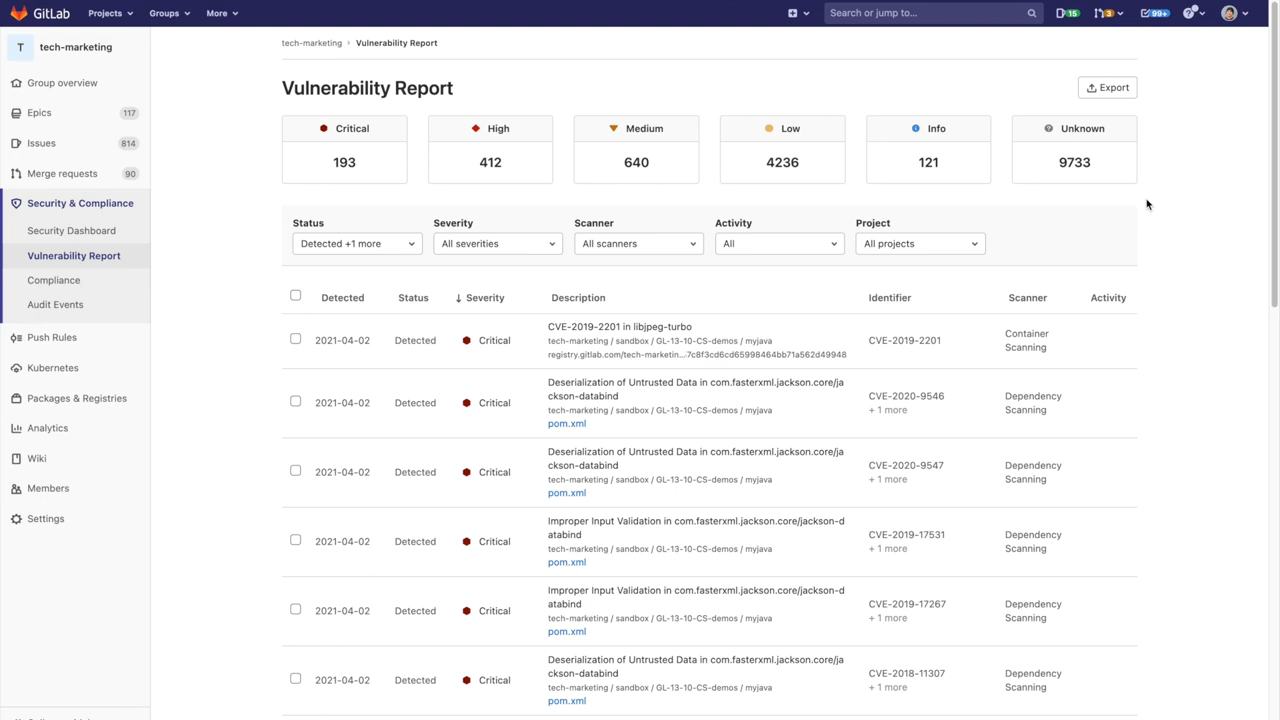 GitLab Projects Groups More Search or jump to... 15 3 99+
T tech-marketing
Group overview
Epics 117
Issues 814
Merge requests 90
Security & Compliance
Security Dashboard
Vulnerability Report
Compliance
Audit Events
Push Rules
Kubernetes
Packages & Registries
Analytics
Wiki
Members
Settings
tech-marketing › Vulnerability Report
Vulnerability Report Export
Critical High Medium Low Info Unknown
193 412 640 4236 121 9733
Status Severity Scanner Activity Project
Detected +1 more All severities All scanners All All projects
Detected Status Severity Description Identifier Scanner Activity
CVE-2019-2201 in libjpeg-turbo
tech-marketing / sandbox / GL-13-10-CS-demos / myjava
registry.gitlab.com/tech-marketin...7c8f3cd6cd65998464bb71a562d49948
2021-04-02 Detected Critical CVE-2019-2201 Container
Scanning
Deserialization of Untrusted Data in com.fasterxml.jackson.core/ja
ckson-databind
tech-marketing / sandbox / GL-13-10-CS-demos / myjava
pom.xml
2021-04-02 Detected Critical CVE-2020-9546 Dependency
+ 1 more Scanning
Deserialization of Untrusted Data in com.fasterxml.jackson.core/ja
ckson-databind
tech-marketing / sandbox / GL-13-10-CS-demos / myjava
pom.xml
2021-04-02 Detected Critical CVE-2020-9547 Dependency
+ 1 more Scanning
Improper Input Validation in com.fasterxml.jackson.core/jackson-d
atabind
tech-marketing / sandbox / GL-13-10-CS-demos / myjava
pom.xml
2021-04-02 Detected Critical CVE-2019-17531 Dependency
+ 1 more Scanning
Improper Input Validation in com.fasterxml.jackson.core/jackson-d
atabind
tech-marketing / sandbox / GL-13-10-CS-demos / myjava
pom.xml
2021-04-02 Detected Critical CVE-2019-17267 Dependency
+ 1 more Scanning
Deserialization of Untrusted Data in com.fasterxml.jackson.core/ja
ckson-databind
tech-marketing / sandbox / GL-13-10-CS-demos / myjava
pom.xml
2021-04-02 Detected Critical CVE-2018-11307 Dependency
+ 1 more Scanning